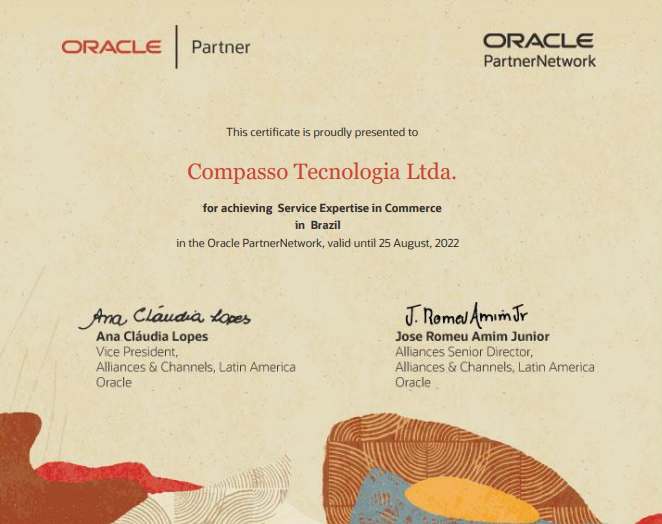 ORACLE | Partner
ORACLE
PartnerNetwork
This certificate is proudly presented to
Compasso Tecnologia Ltda.
for achieving Service Expertise in Commerce
in Brazil
in the Oracle PartnerNetwork, valid until 25 August, 2022
Ana Cláudia Lopes
Ana Cláudia Lopes
Vice President,
Alliances & Channels, Latin America
Oracle
J. Romeu Amim Jr
Jose Romeu Amim Junior
Alliances Senior Director,
Alliances & Channels, Latin America
Oracle